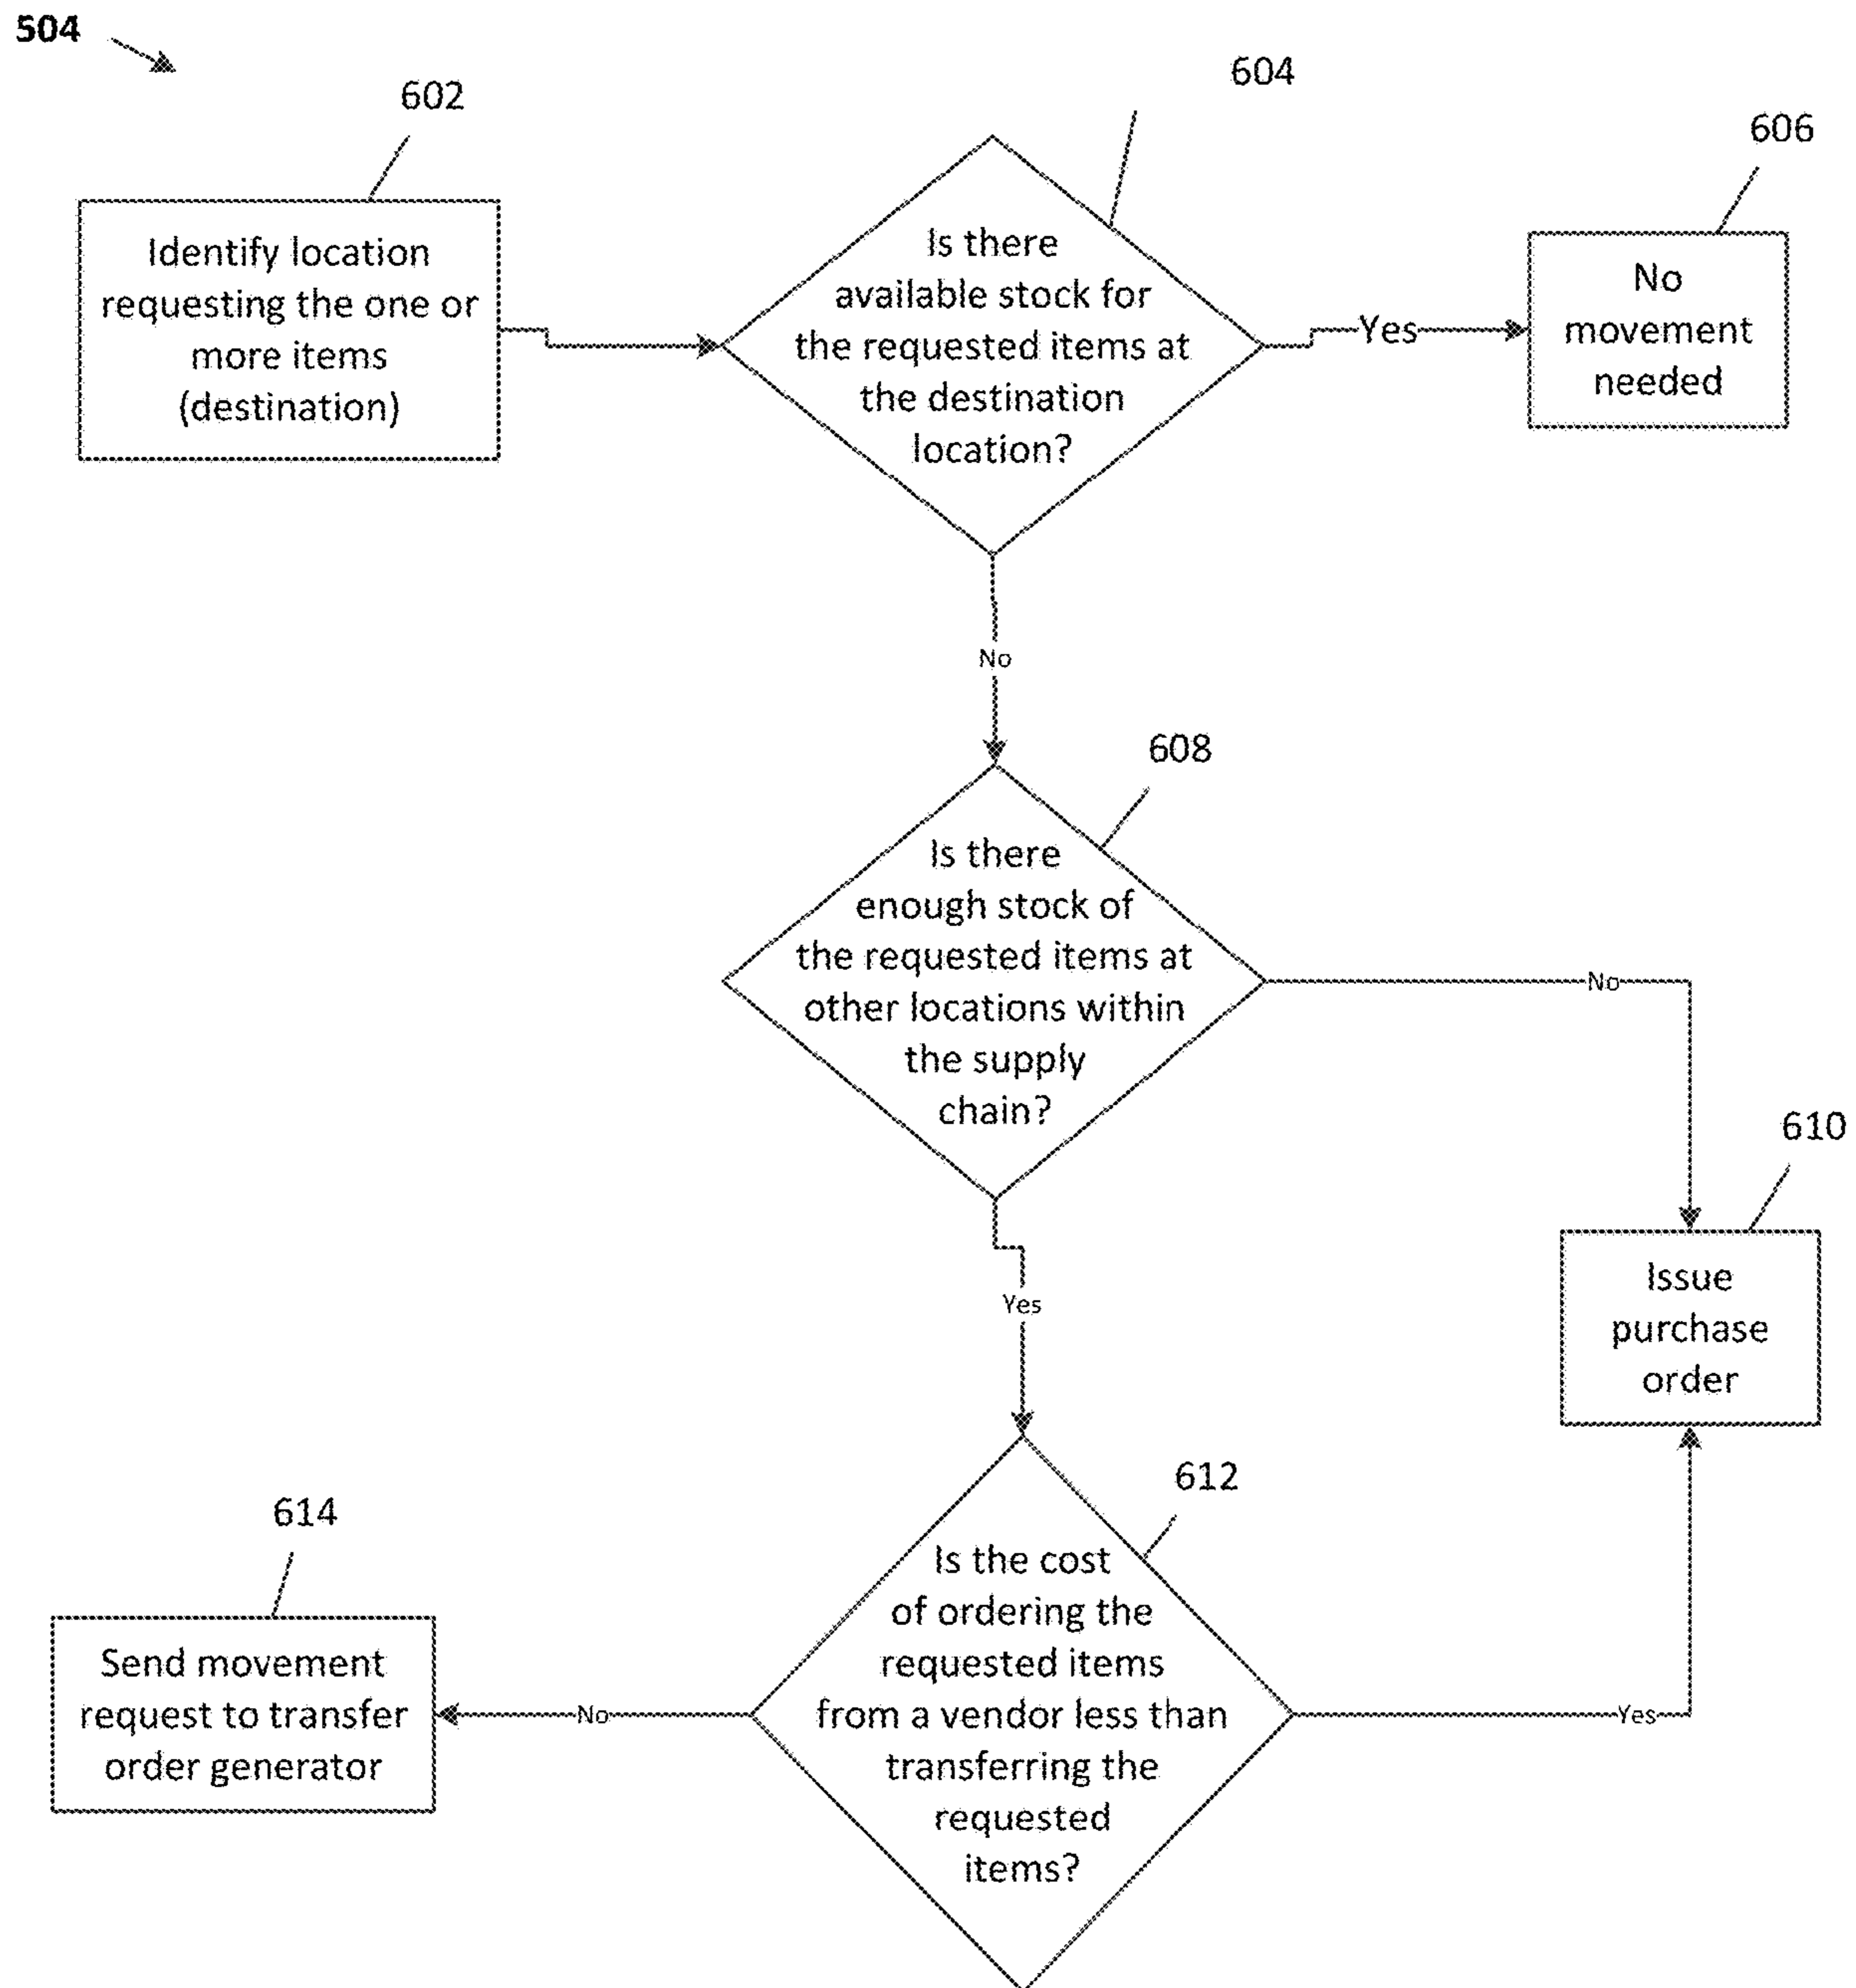 504
602
Identify location
requesting the one or
more items
(destination)
604
Is there
available stock for
the requested items at
the destination
location?
Yes
606
No
movement
needed
No
608
Is there
enough stock of
the requested items at
other locations within
the supply
chain?
No
610
Issue
purchase
order
Yes
612
Is the cost
of ordering the
requested items
from a vendor less than
transferring the
requested
items?
Yes
No
614
Send movement
request to transfer
order generator